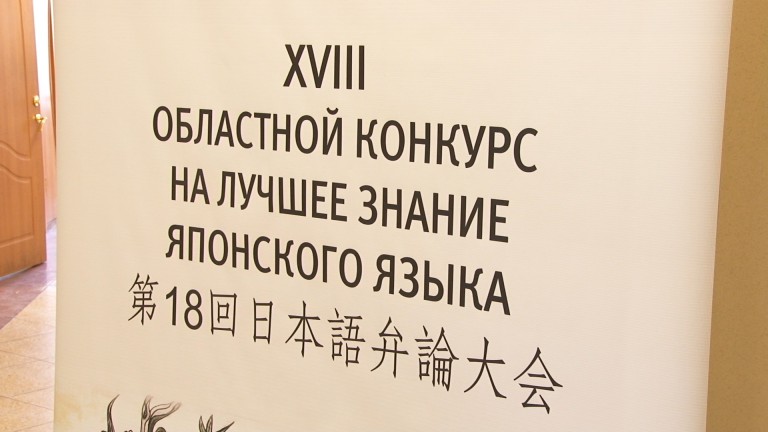 XVIII
ОБЛАСТНОЙ КОНКУРС
НА ЛУЧШЕЕ ЗНАНИЕ
ЯПОНСКОГО ЯЗЫКА
第18回日本語弁論大会